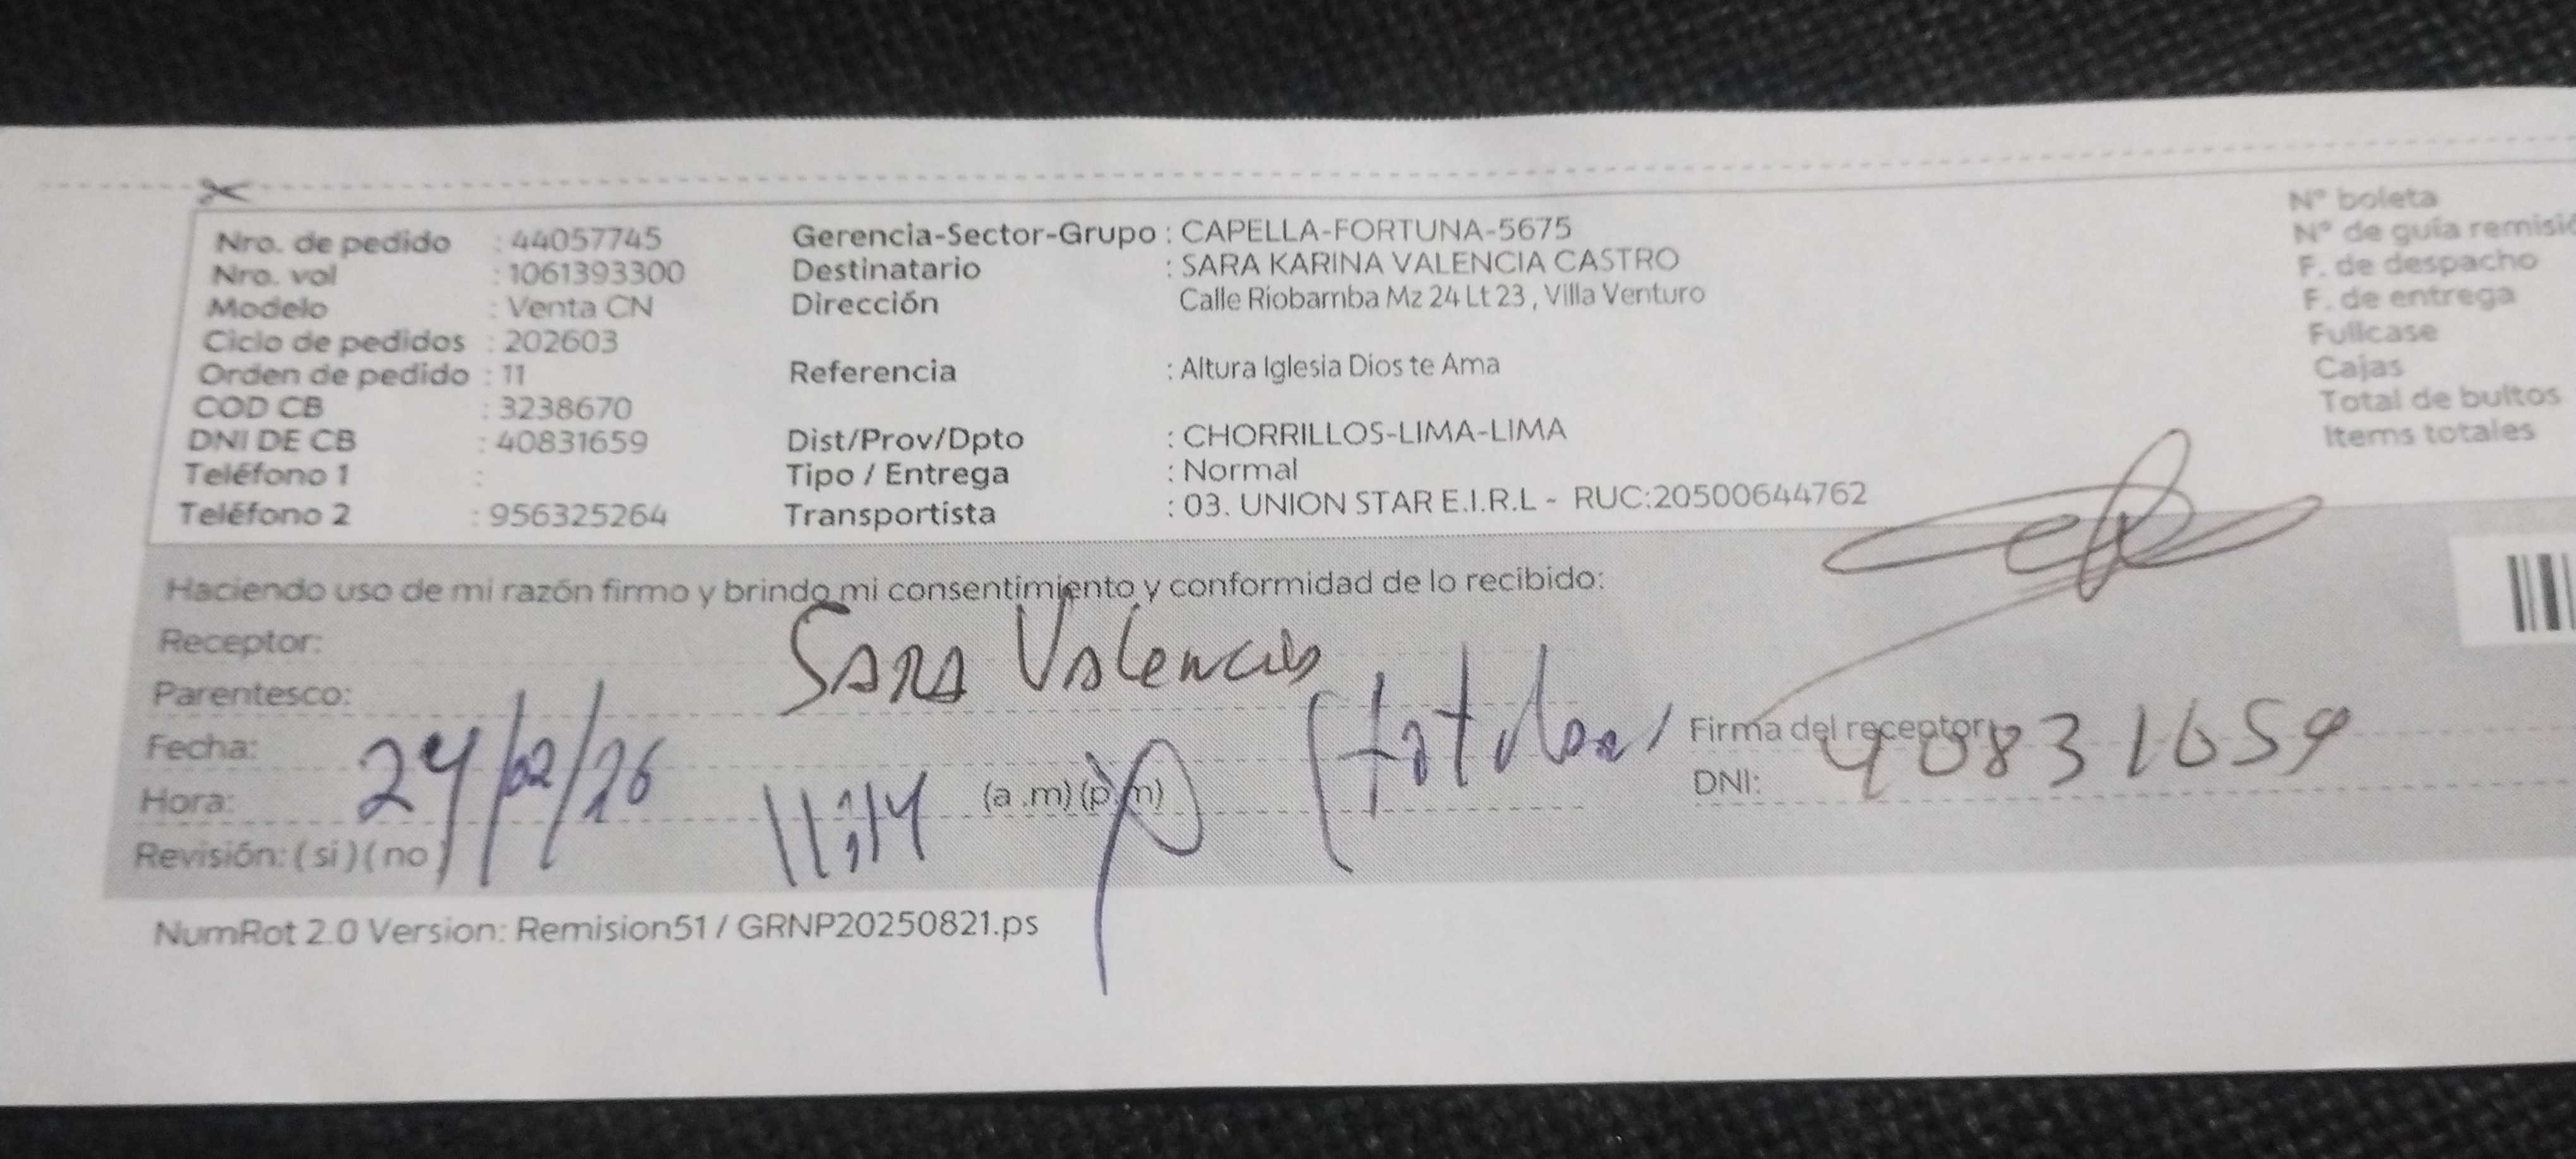 Nro. de pedido : 44057745
Nro. vol : 1061393300
Modelo : Venta CN
Ciclo de pedidos : 202603
Orden de pedido : 11
COD CB : 3238670
DNI DE CB : 40831659
Teléfono 1 :
Teléfono 2 : 956325264
Gerencia-Sector-Grupo : CAPELLA-FORTUNA-5675
Destinatario : SARA KARINA VALENCIA CASTRO
Dirección Calle Riobamba Mz 24 Lt 23 , Villa Venturo
Referencia : Altura Iglesia Dios te Ama
Dist/Prov/Dpto : CHORRILLOS-LIMA-LIMA
Tipo / Entrega : Normal
Transportista : 03. UNION STAR E.I.R.L - RUC:20500644762
N° boleta
N° de guía remisió
F. de despacho
F. de entrega
Fullcase
Cajas
Total de bultos
Items totales
Haciendo uso de mi razón firmo y brindo mi consentimiento y conformidad de lo recibido:
Receptor: SARA Valencia
Parentesco:
Fecha: 24/02/26
Hora: 11:14 (a .m) (p.m)
Revisión: ( sí ) ( no )
Firma del receptor
DNI: 40831659
NumRot 2.0 Version: Remision51 / GRNP20250821.ps